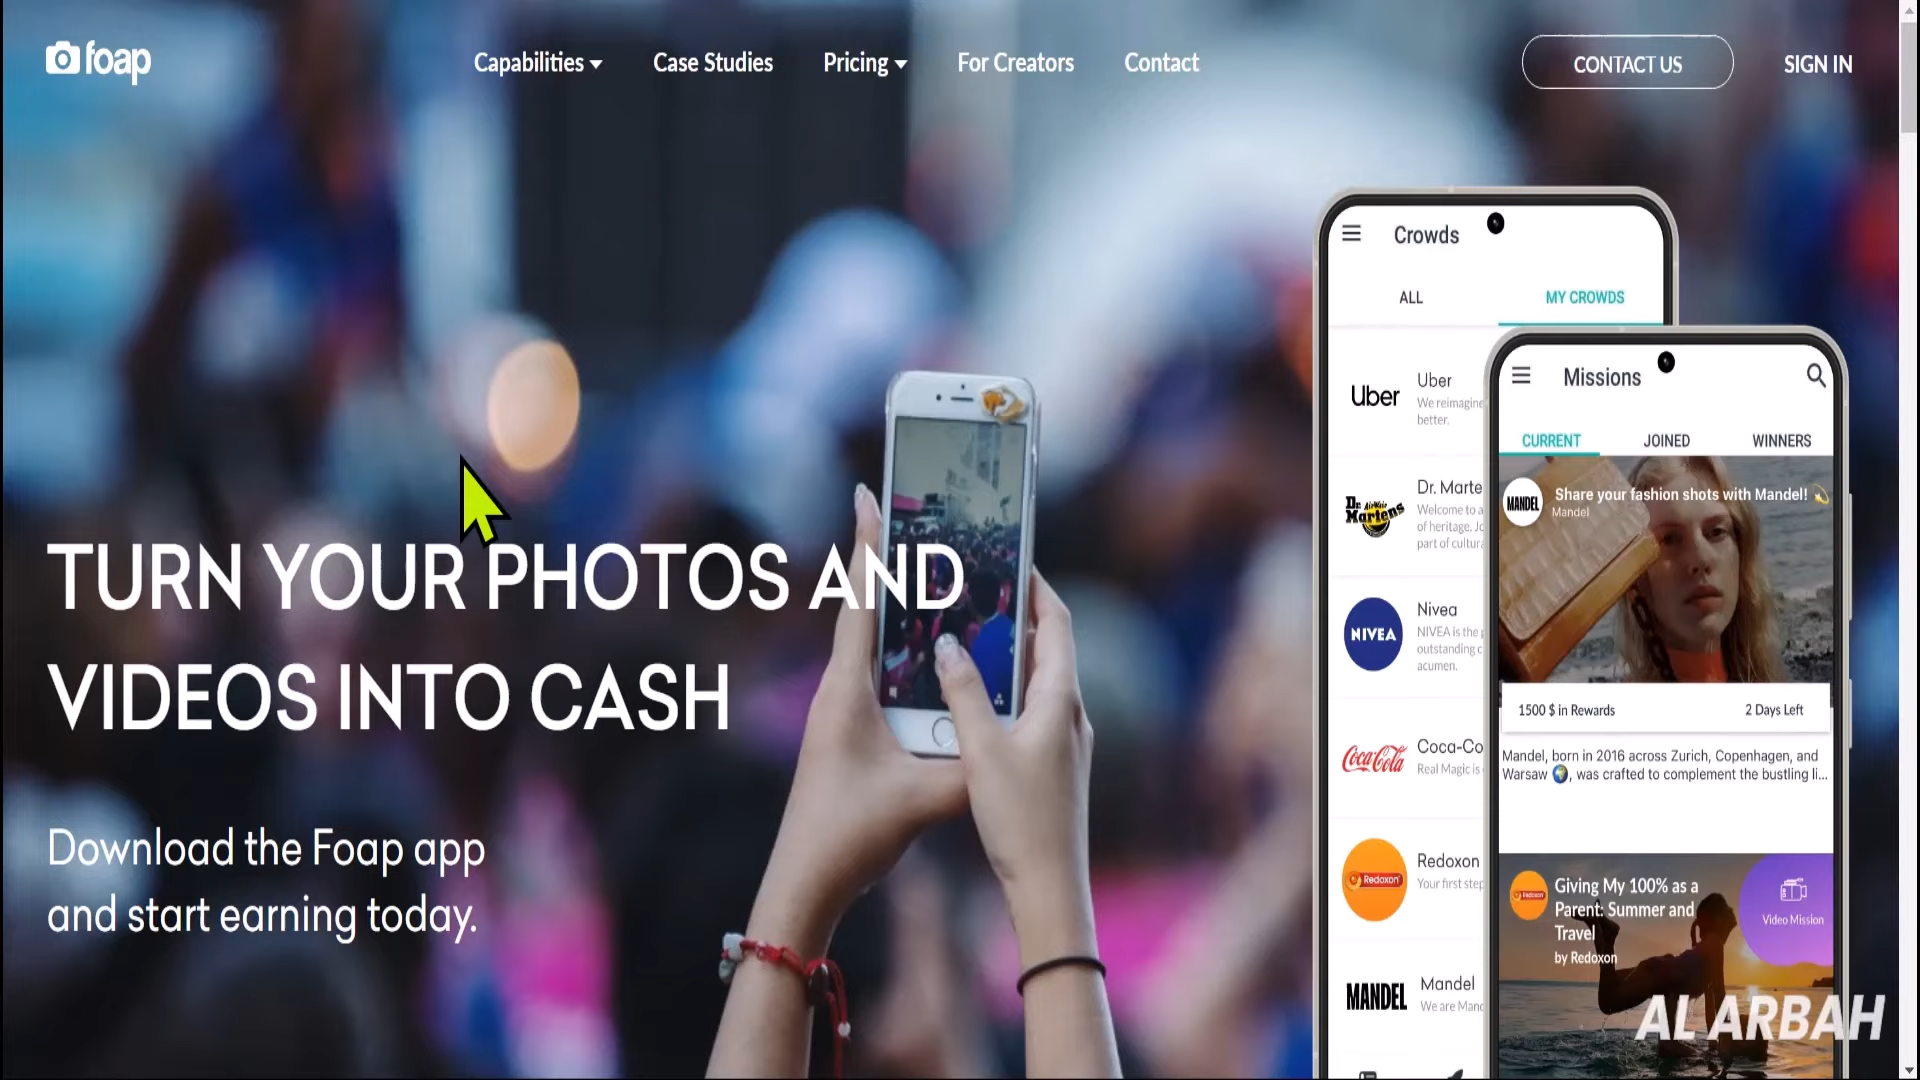 foap
Capabilities
Case Studies
Pricing
For Creators
Contact
CONTACT US
SIGN IN
TURN YOUR PHOTOS AND
VIDEOS INTO CASH
Download the Foap app
and start earning today.
Crowds
ALL
MY CROWDS
Uber
Uber
We reimagine
better.
Dr. AirWair
Martens
Dr. Marte
Welcome to a
of heritage. Jo
part of cultur
NIVEA
Nivea
NIVEA is the
outstanding c
acumen.
Coca-Cola
Coca-Co
Real Magic is
Redoxon
Redoxon
Your first step
MANDEL
Mandel
We are Mand
Missions
CURRENT
JOINED
WINNERS
MANDEL
Share your fashion shots with Mandel! 💫
Mandel
1500 $ in Rewards
2 Days Left
Mandel, born in 2016 across Zurich, Copenhagen, and
Warsaw 🌍, was crafted to complement the bustling li...
Redoxon
Giving My 100% as a
Parent: Summer and
Travel
by Redoxon
Video Mission
AL ARBAH